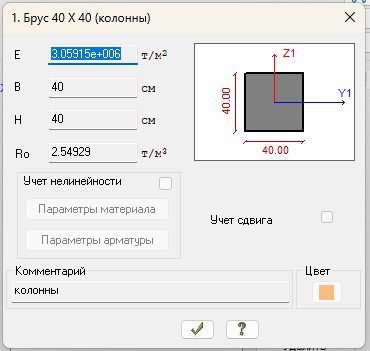 1. Брус 40 X 40 (колонны)
E 3.05915e+006 т/м²
B 40 см
H 40 см
Ro 2.54929 т/м³
Z1
Y1
40.00
40.00
Учет нелинейности
Параметры материала
Параметры арматуры
Учет сдвига
Комментарий
колонны
Цвет
?